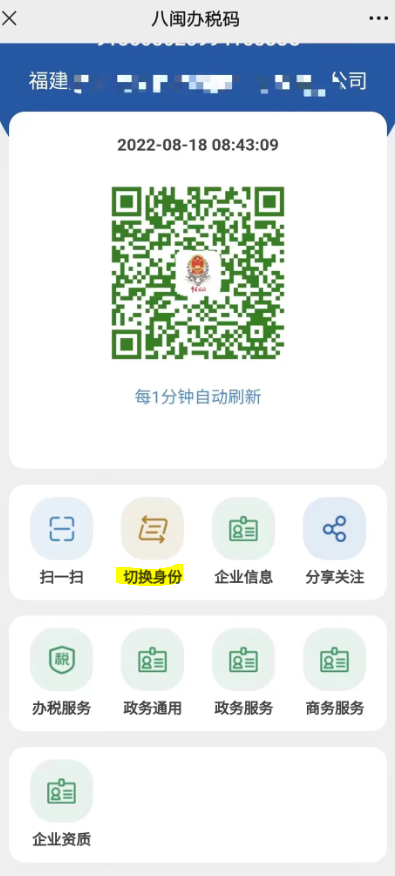 八闽办税码
福建
公司
2022-08-18 08:43:09
每1分钟自动刷新
扫一扫 切换身份 企业信息 分享关注
税
办税服务 政务通用 政务服务 商务服务
企业资质